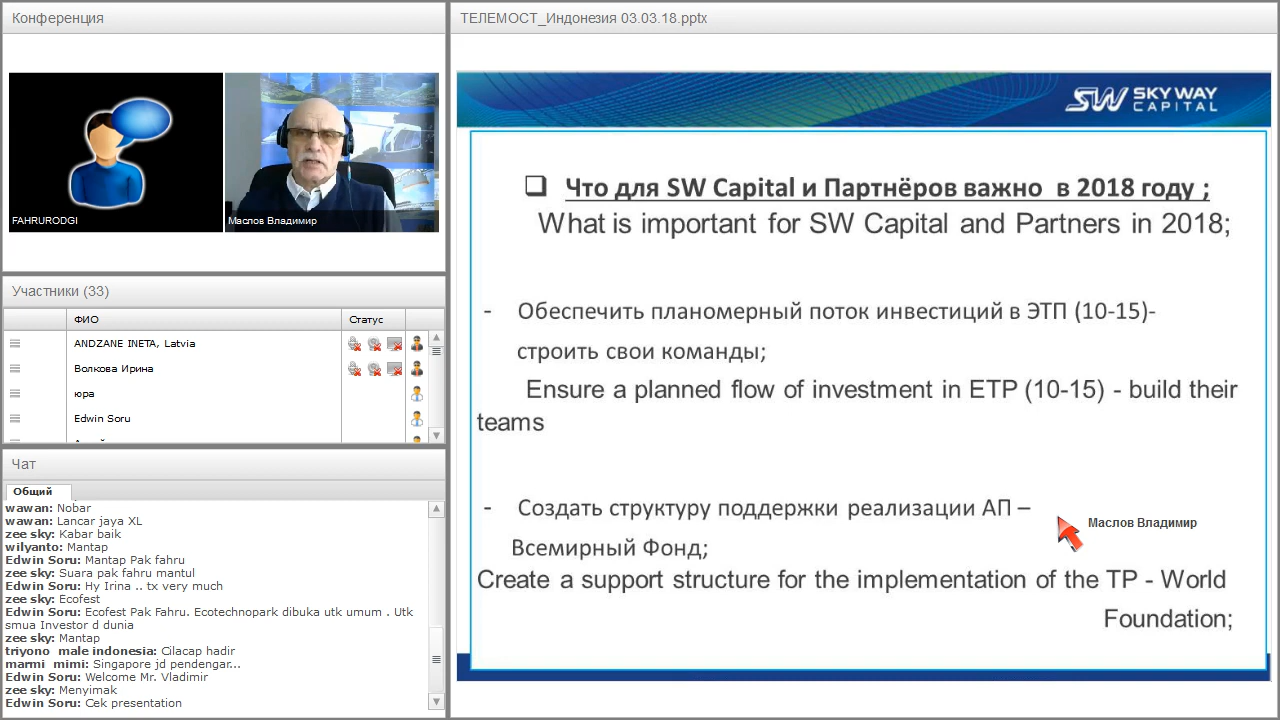 Конференция
FAHRURODGI
Маслов Владимир
Участники (33)
ФИО
Статус
ANDZANE INETA, Latvia
Волкова Ирина
юра
Edwin Soru
Чат
Общий
wawan: Nobar
wawan: Lancar jaya XL
zee sky: Kabar baik
wilyanto: Mantap
Edwin Soru: Mantap Pak fahru
zee sky: Suara pak fahru mantul
Edwin Soru: Hy Irina .. tx very much
zee sky: Ecofest
Edwin Soru: Ecofest Pak Fahru. Ecotechnopark dibuka utk umum . Utk
smua Investor d dunia
zee sky: Mantap
triyono male indonesia: Cilacap hadir
marmi mimi: Singapore jd pendengar...
Edwin Soru: Welcome Mr. Vladimir
zee sky: Menyimak
Edwin Soru: Cek presentation
ТЕЛЕМОСТ_Индонезия 03.03.18.pptx
SW SKY WAY
CAPITAL
Что для SW Capital и Партнёров важно в 2018 году ;
What is important for SW Capital and Partners in 2018;
- Обеспечить планомерный поток инвестиций в ЭТП (10-15)-
строить свои команды;
Ensure a planned flow of investment in ETP (10-15) - build their
teams
- Создать структуру поддержки реализации АП –
Всемирный Фонд;
Create a support structure for the implementation of the TP - World
Foundation;
Маслов Владимир